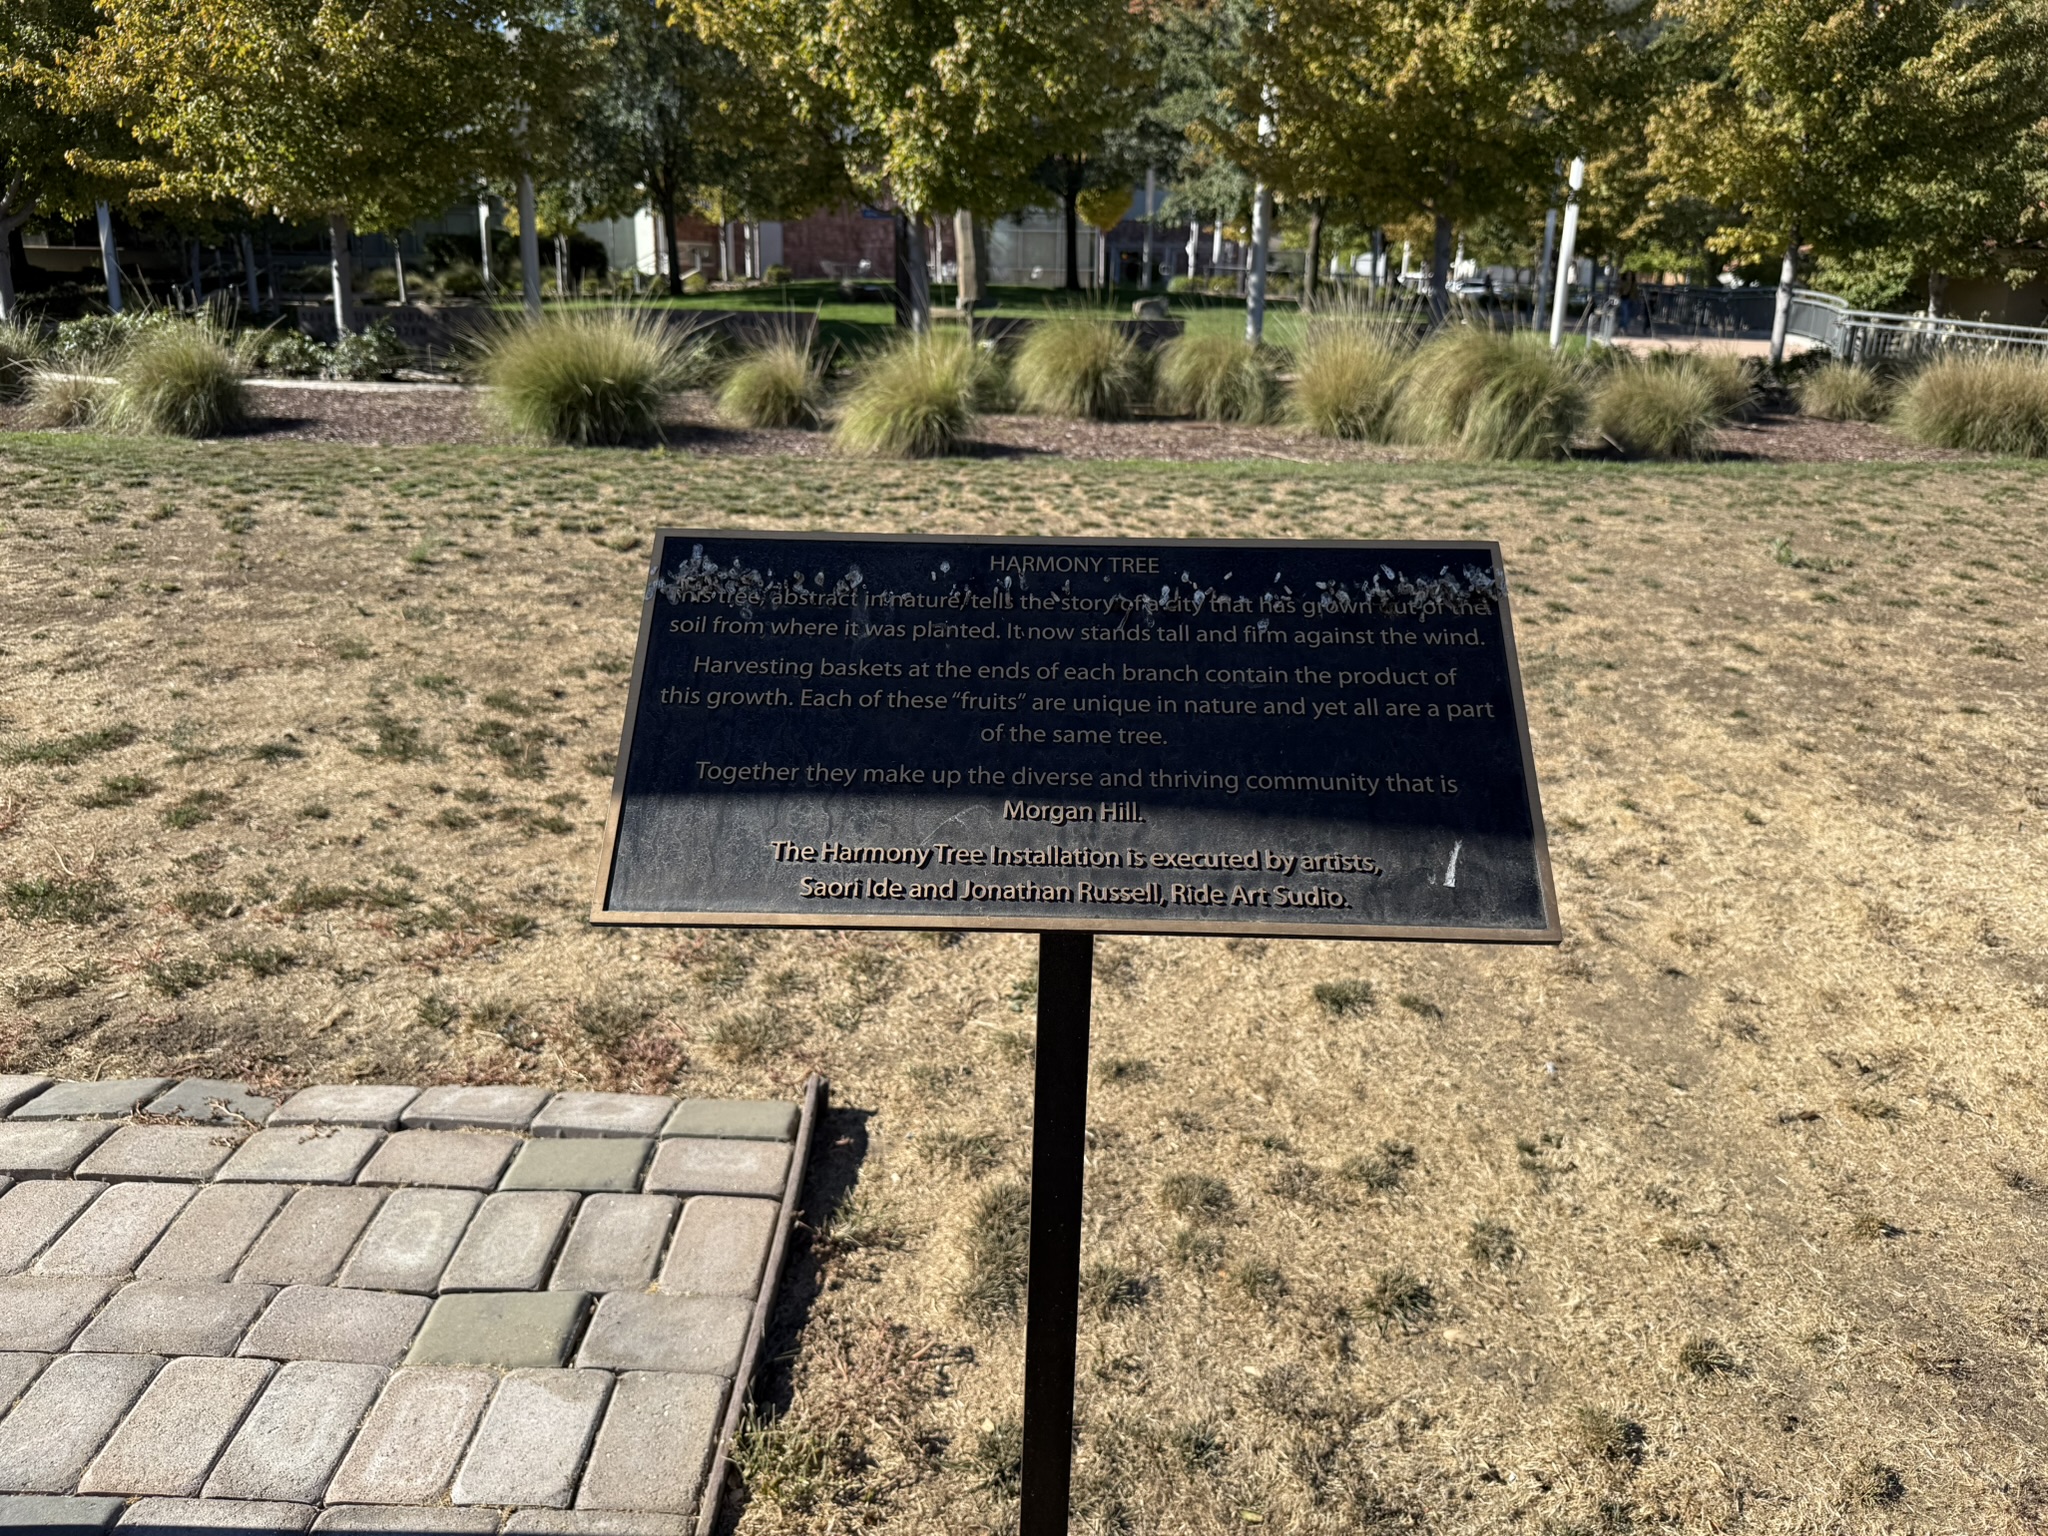 HARMONY TREE
This tree, abstract in nature, tells the story of a city that has grown out of the
soil from where it was planted. It now stands tall and firm against the wind.
Harvesting baskets at the ends of each branch contain the product of
this growth. Each of these “fruits” are unique in nature and yet all are a part
of the same tree.
Together they make up the diverse and thriving community that is
Morgan Hill.
The Harmony Tree Installation is executed by artists,
Saori Ide and Jonathan Russell, Ride Art Sudio.